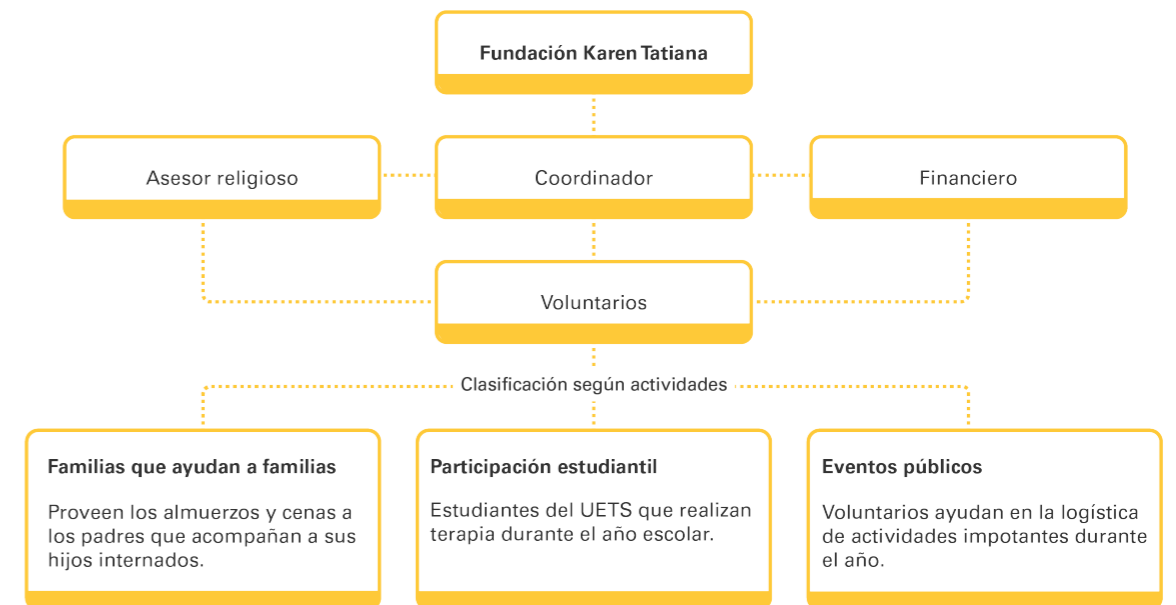 Fundación Karen Tatiana
Asesor religioso
Coordinador
Financiero
Voluntarios
Clasificación según actividades
Familias que ayudan a familias
Proveen los almuerzos y cenas a
los padres que acompañan a sus
hijos internados.
Participación estudiantil
Estudiantes del UETS que realizan
terapia durante el año escolar.
Eventos públicos
Voluntarios ayudan en la logística
de actividades impotantes durante
el año.